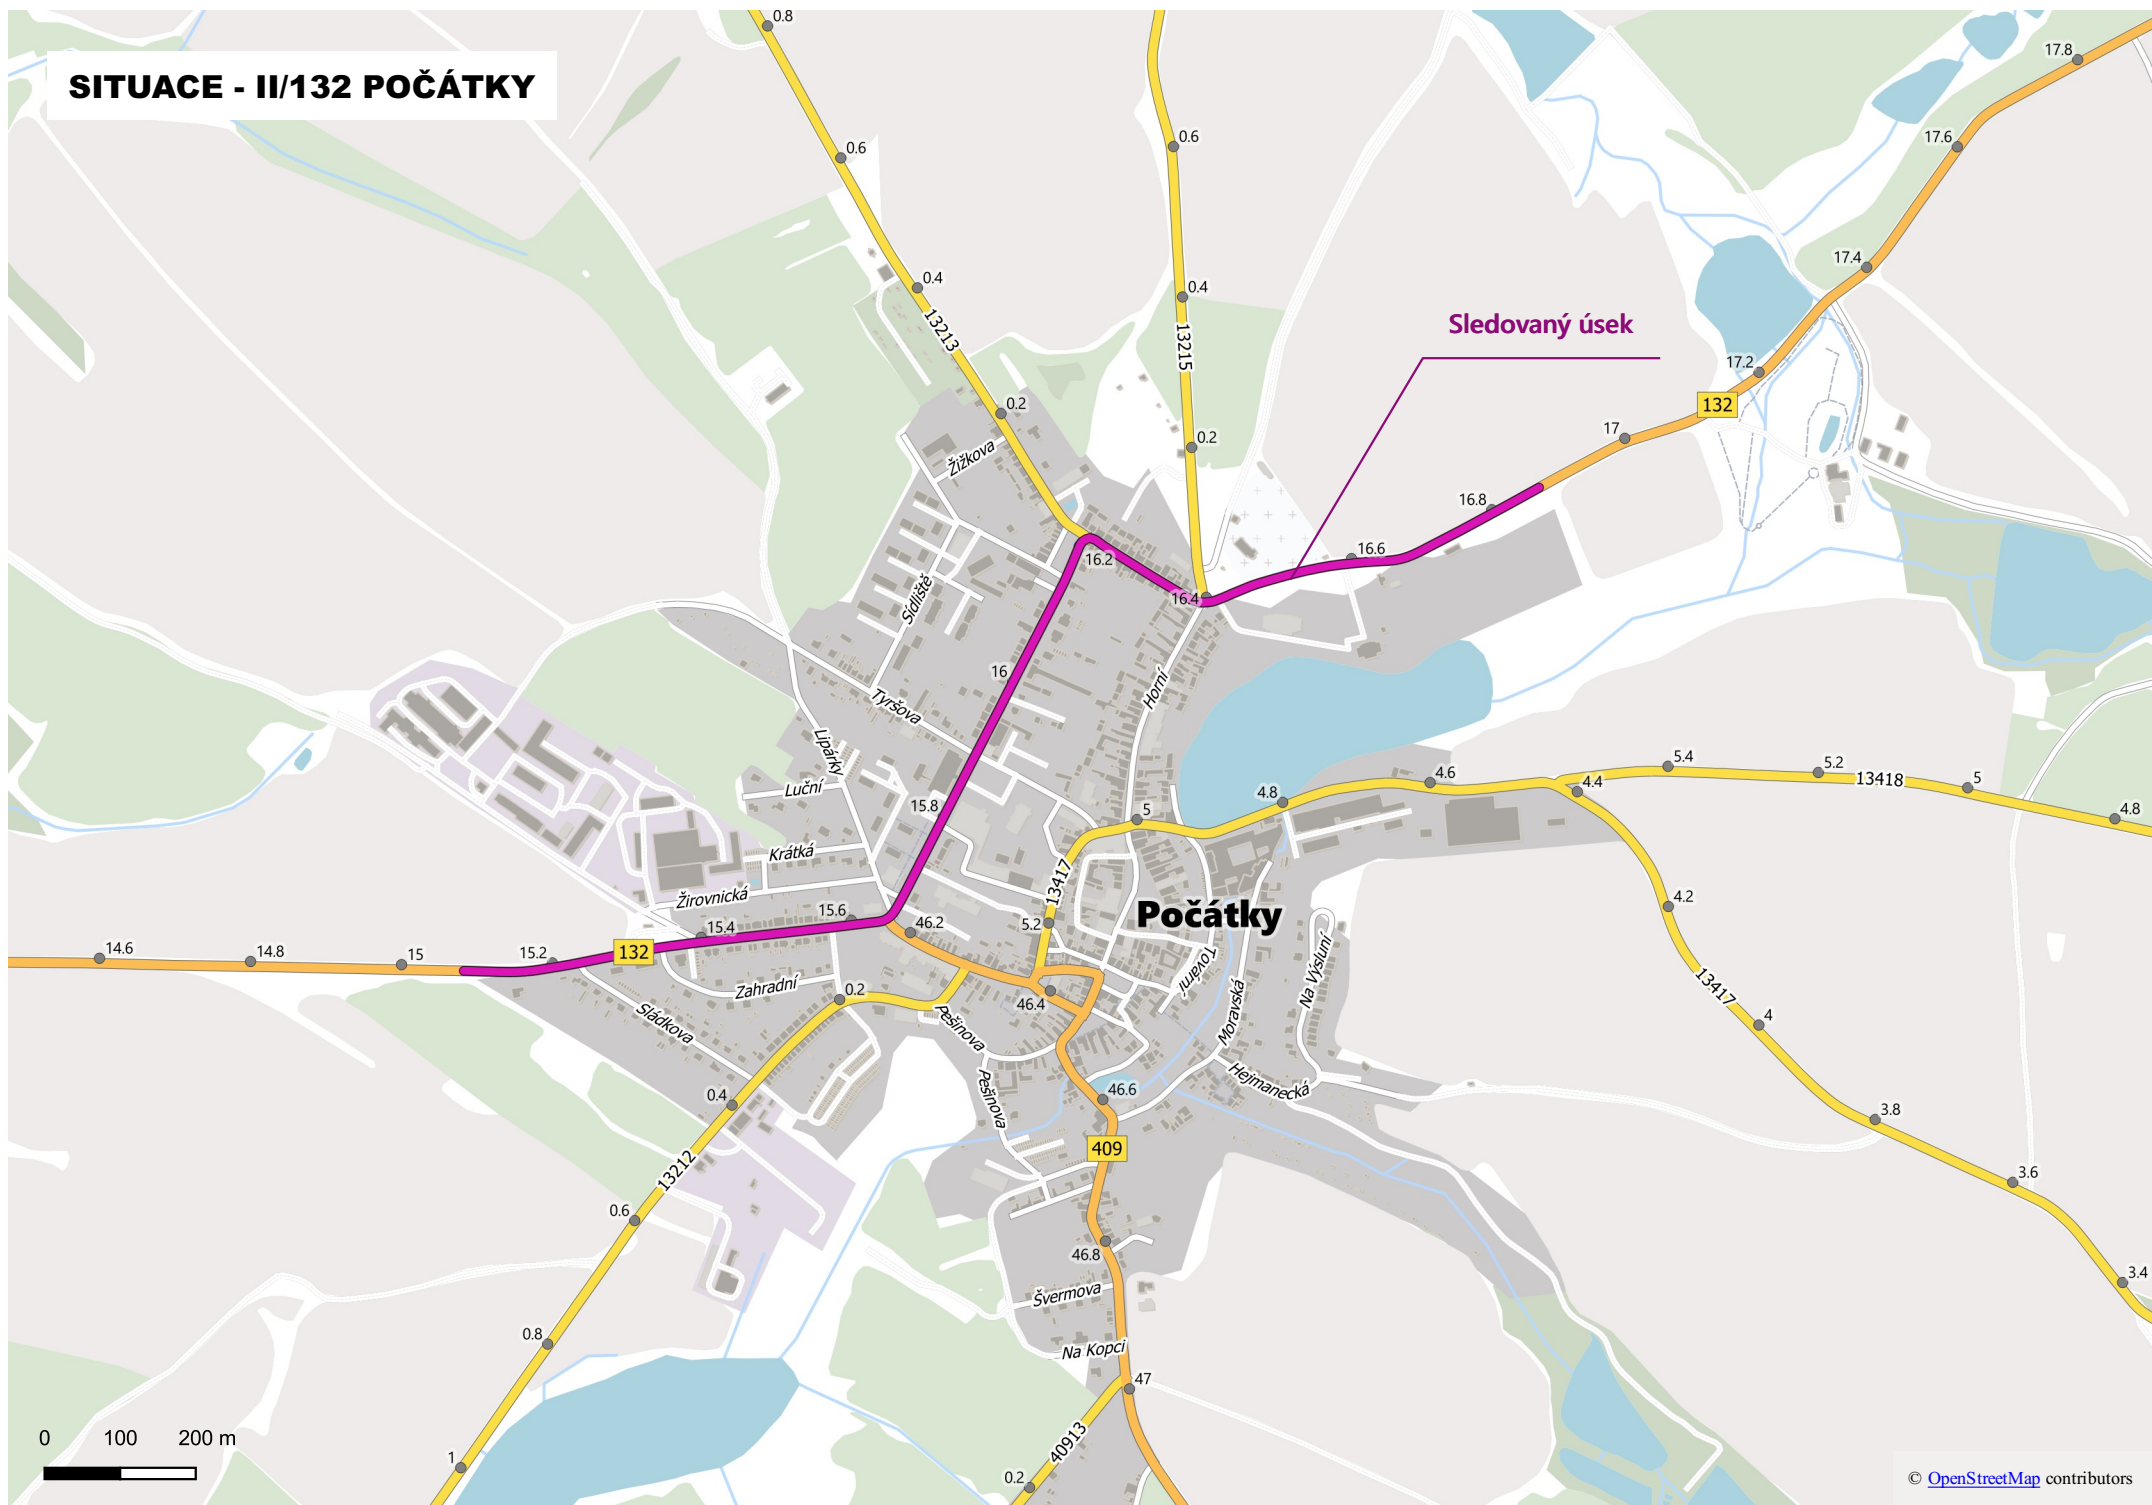 SITUACE - II/132 POČÁTKY
0.8
17.8
0.6
0.6
17.6
0.4
0.4
17.4
13213
13215
Sledovaný úsek
17.2
132
0.2
0.2
17
Žižkova
16.8
16.2
16.6
16.4
Sídliště
16
Horní
Tyršova
Lipárky
Luční
15.8
4.8
4.6
5.4
4.4
5.2
13418
5
4.8
5
Krátká
13417
Žirovnická
15.6
46.2
5.2
Počátky
4.2
15.4
132
14.6
14.8
15
15.2
Tovární
Na Výsluní
Zahradní
0.2
46.4
13417
Sládkova
Pešinova
Moravská
4
Pešinova
Hejmanecká
0.4
46.6
3.8
409
13212
3.6
0.6
46.8
3.4
Švermova
0.8
Na Kopci
47
40913
1
0.2
0 100 200 m
© OpenStreetMap contributors